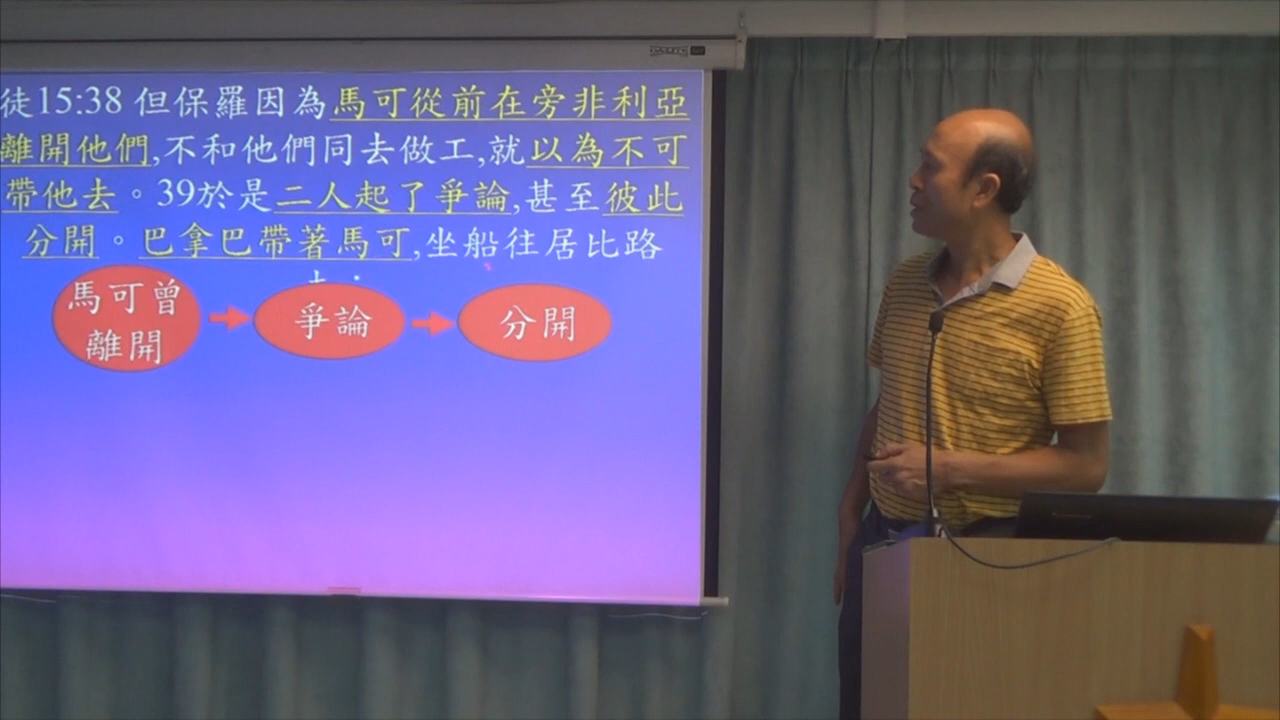 徒15:38 但保羅因為馬可從前在旁非利亞
離開他們,不和他們同去做工,就以為不可
帶他去。39於是二人起了爭論,甚至彼此
分開。巴拿巴帶著馬可,坐船往居比路
馬可曾
離開
爭論
分開